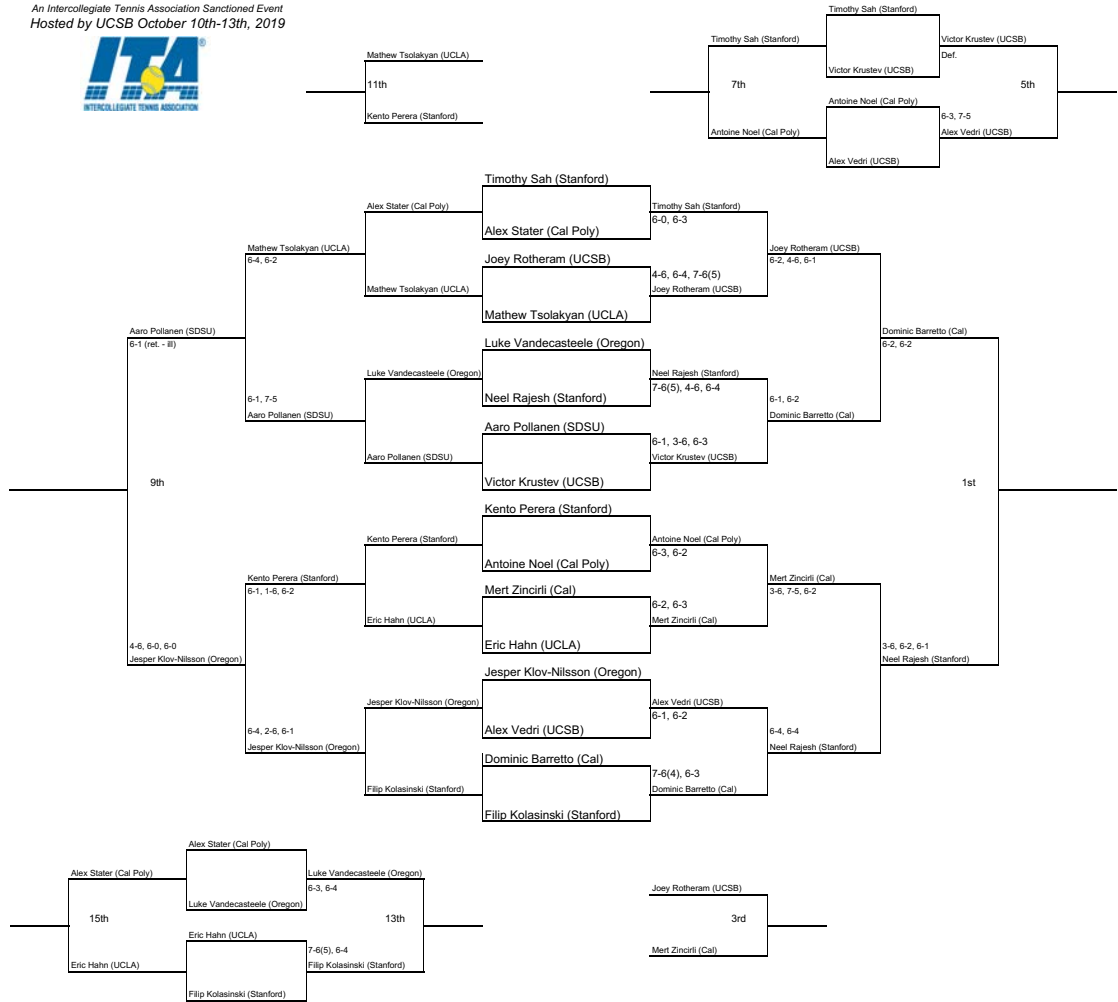 An Intercollegiate Tennis Association Sanctioned Event
Hosted by UCSB October 10th-13th, 2019
ITA®
INTERCOLLEGIATE TENNIS ASSOCIATION
Mathew Tsolakyan (UCLA)
11th
Kento Perera (Stanford)
Timothy Sah (Stanford)
Timothy Sah (Stanford)
Victor Krustev (UCSB)
Def.
Victor Krustev (UCSB)
7th
5th
Antoine Noel (Cal Poly)
6-3, 7-5
Antoine Noel (Cal Poly)
Alex Vedri (UCSB)
Alex Vedri (UCSB)
Timothy Sah (Stanford)
Alex Stater (Cal Poly)
Timothy Sah (Stanford)
6-0, 6-3
Alex Stater (Cal Poly)
Mathew Tsolakyan (UCLA)
6-4, 6-2
Joey Rotheram (UCSB)
6-2, 4-6, 6-1
Joey Rotheram (UCSB)
4-6, 6-4, 7-6(5)
Mathew Tsolakyan (UCLA)
Joey Rotheram (UCSB)
Mathew Tsolakyan (UCLA)
Aaro Pollanen (SDSU)
6-1 (ret. - ill)
Dominic Barretto (Cal)
6-2, 6-2
Luke Vandecasteele (Oregon)
Luke Vandecasteele (Oregon)
Neel Rajesh (Stanford)
7-6(5), 4-6, 6-4
Neel Rajesh (Stanford)
6-1, 7-5
Aaro Pollanen (SDSU)
6-1, 6-2
Dominic Barretto (Cal)
Aaro Pollanen (SDSU)
6-1, 3-6, 6-3
Aaro Pollanen (SDSU)
Victor Krustev (UCSB)
Victor Krustev (UCSB)
9th
1st
Kento Perera (Stanford)
Kento Perera (Stanford)
Antoine Noel (Cal Poly)
6-3, 6-2
Antoine Noel (Cal Poly)
Kento Perera (Stanford)
6-1, 1-6, 6-2
Mert Zincirli (Cal)
3-6, 7-5, 6-2
Mert Zincirli (Cal)
6-2, 6-3
Eric Hahn (UCLA)
Mert Zincirli (Cal)
Eric Hahn (UCLA)
4-6, 6-0, 6-0
Jesper Klov-Nilsson (Oregon)
3-6, 6-2, 6-1
Neel Rajesh (Stanford)
Jesper Klov-Nilsson (Oregon)
Jesper Klov-Nilsson (Oregon)
Alex Vedri (UCSB)
6-1, 6-2
Alex Vedri (UCSB)
6-4, 2-6, 6-1
Jesper Klov-Nilsson (Oregon)
6-4, 6-4
Neel Rajesh (Stanford)
Dominic Barretto (Cal)
7-6(4), 6-3
Filip Kolasinski (Stanford)
Dominic Barretto (Cal)
Filip Kolasinski (Stanford)
Alex Stater (Cal Poly)
Alex Stater (Cal Poly)
Luke Vandecasteele (Oregon)
6-3, 6-4
Luke Vandecasteele (Oregon)
15th
13th
Eric Hahn (UCLA)
7-6(5), 6-4
Eric Hahn (UCLA)
Filip Kolasinski (Stanford)
Filip Kolasinski (Stanford)
Joey Rotheram (UCSB)
3rd
Mert Zincirli (Cal)